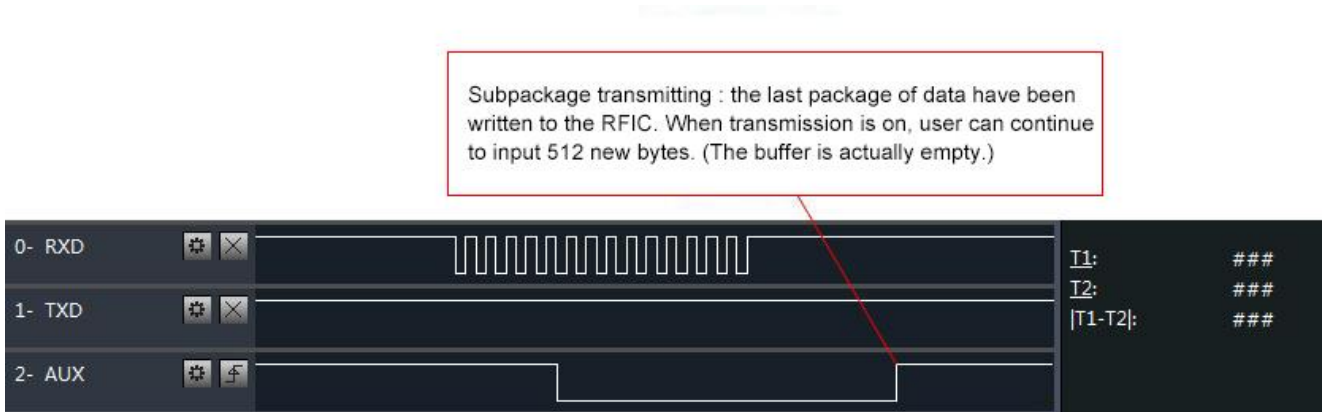 Subpackage transmitting : the last package of data have been
written to the RFIC. When transmission is on, user can continue
to input 512 new bytes. (The buffer is actually empty.)
0- RXD
T1: ###
1- TXD
T2: ###
|T1-T2|: ###
2- AUX